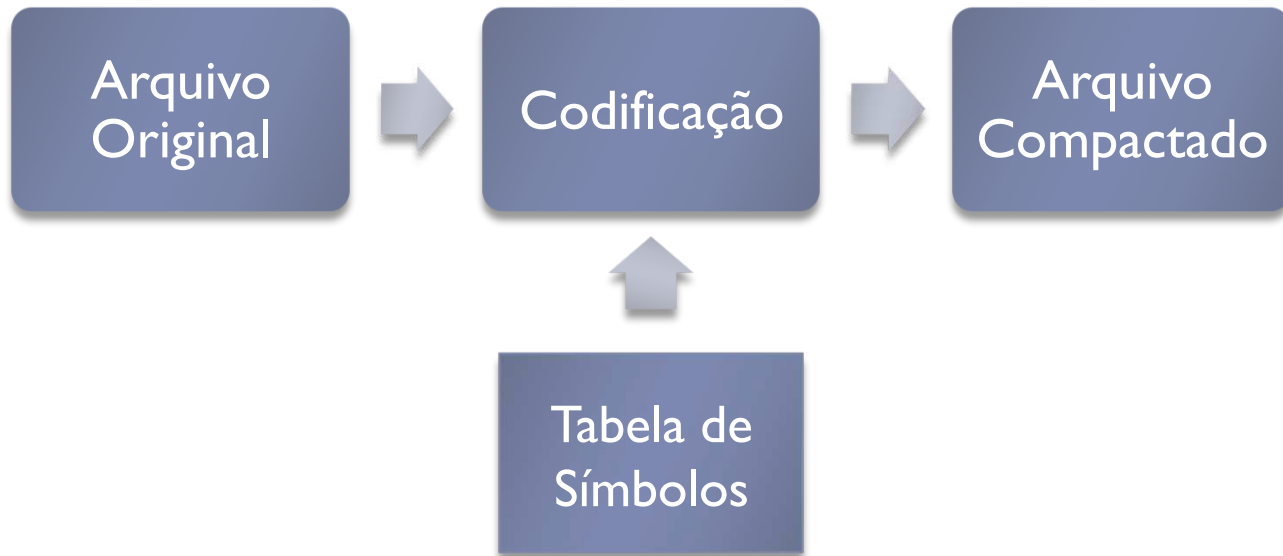 Arquivo
Original
Codificação
Arquivo
Compactado
Tabela de
Símbolos